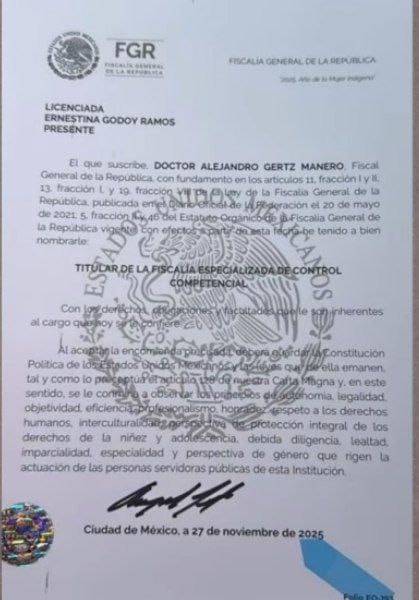 ESTADOS UNIDOS MEXICANOS
FGR
FISCALÍA GENERAL
DE LA REPÚBLICA
FISCALÍA GENERAL DE LA REPÚBLICA
"2025, Año de la Mujer Indígena"
LICENCIADA
ERNESTINA GODOY RAMOS
PRESENTE
El que suscribe, DOCTOR ALEJANDRO GERTZ MANERO, Fiscal
General de la República, con fundamento en los artículos 11, fracción I y II,
13, fracción I, y 19, fracción VIII de la Ley de la Fiscalía General de la
República, publicada en el Diario Oficial de la Federación el 20 de mayo
de 2021; 5, fracción I y 46 del Estatuto Orgánico de la Fiscalía General de
la República vigente, con efectos a partir de esta fecha he tenido a bien
nombrarle:
TITULAR DE LA FISCALÍA ESPECIALIZADA DE CONTROL
COMPETENCIAL
Con los derechos, obligaciones y facultades que le son inherentes
al cargo que hoy se le confiere.
Al aceptar la encomienda precisada, deberá guardar la Constitución
Política de los Estados Unidos Mexicanos y las leyes que de ella emanen,
tal y como lo preceptúa el artículo 128 de nuestra Carta Magna y, en este
sentido, se le conmina a observar los principios de autonomía, legalidad,
objetividad, eficiencia, profesionalismo, honradez, respeto a los derechos
humanos, interculturalidad, perspectiva de protección integral de los
derechos de la niñez y adolescencia, debida diligencia, lealtad,
imparcialidad, especialidad y perspectiva de género que rigen la
actuación de las personas servidoras públicas de esta Institución.
Ciudad de México, a 27 de noviembre de 2025
Folio